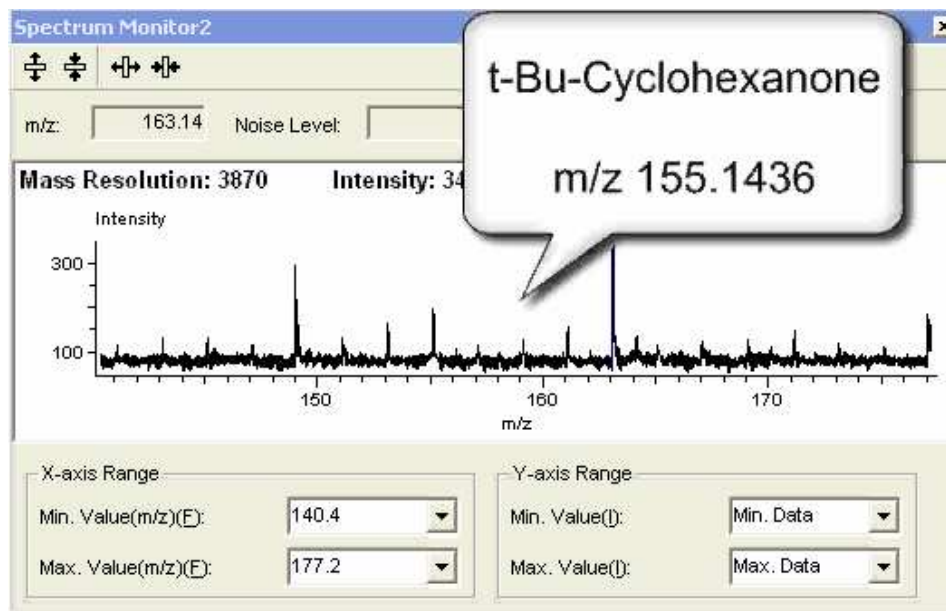 Spectrum Monitor2
t-Bu-Cyclohexanone
m/z 155.1436
m/z: 163.14 Noise Level:
Mass Resolution: 3870 Intensity: 34
Intensity
300
100
150 160 170
m/z
X-axis Range
Min. Value(m/z)(F): 140.4
Max. Value(m/z)(F): 177.2
Y-axis Range
Min. Value(I): Min. Data
Max. Value(I): Max. Data